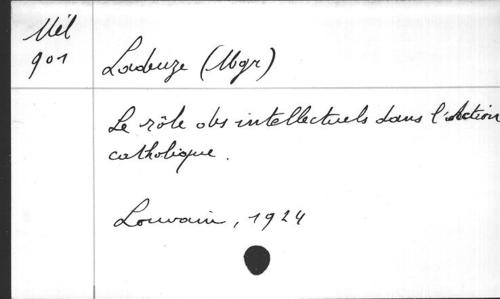 Mél
901
Ladeuze (Mgr)
Le rôle des intellectuels dans l'Action
catholique.
Louvain, 1924